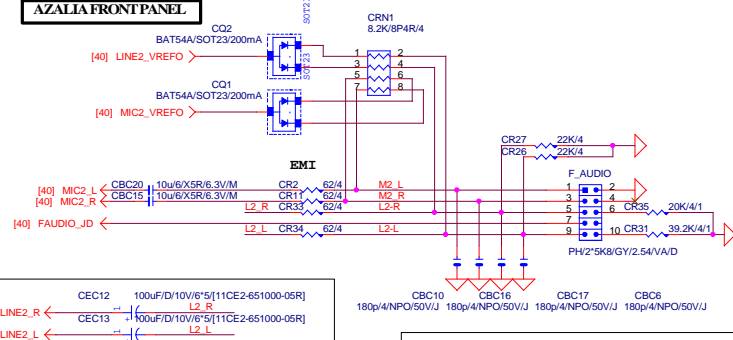 AZALIA FRONT PANEL
SOT23
CRN1
8.2K/8P4R/4
CQ2
BAT54A/SOT23/200mA
[40] LINE2_VREFO
1 2
3 4
5 6
7 8
SOT23
CQ1
BAT54A/SOT23/200mA
[40] MIC2_VREFO
CR27 22K/4
CR26 22K/4
EMI
F_AUDIO
[40] MIC2_L CBC20 10u/6/X5R/6.3V/M CR2 62/4 M2_L 1 2
[40] MIC2_R CBC15 10u/6/X5R/6.3V/M CR11 62/4 M2_R 3 4
L2_R CR33 62/4 L2-R 5 6 CR35 20K/4/1
[40] FAUDIO_JD 7
L2_L CR34 62/4 L2-L 9 10 CR31 39.2K/4/1
PH/2*5K8/GY/2.54/VA/D
CBC10 CBC16 CBC17 CBC6
180p/4/NPO/50V/J 180p/4/NPO/50V/J 180p/4/NPO/50V/J 180p/4/NPO/50V/J
CEC12 100uF/D/10V/6*5/[11CE2-651000-05R]
LINE2_R 1 L2_R
CEC13 + 100uF/D/10V/6*5/[11CE2-651000-05R]
LINE2_L 1 L2_L